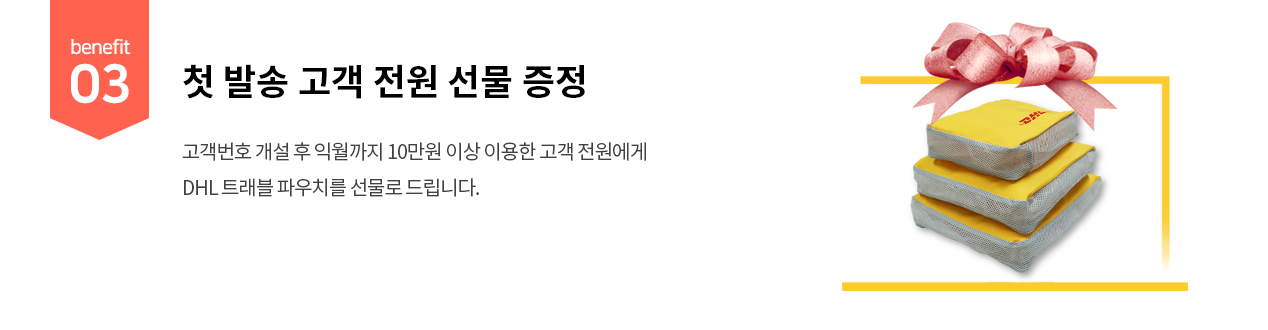 benefit
03
첫 발송 고객 전원 선물 증정
고객번호 개설 후 익월까지 10만원 이상 이용한 고객 전원에게
DHL 트래블 파우치를 선물로 드립니다.
DHL